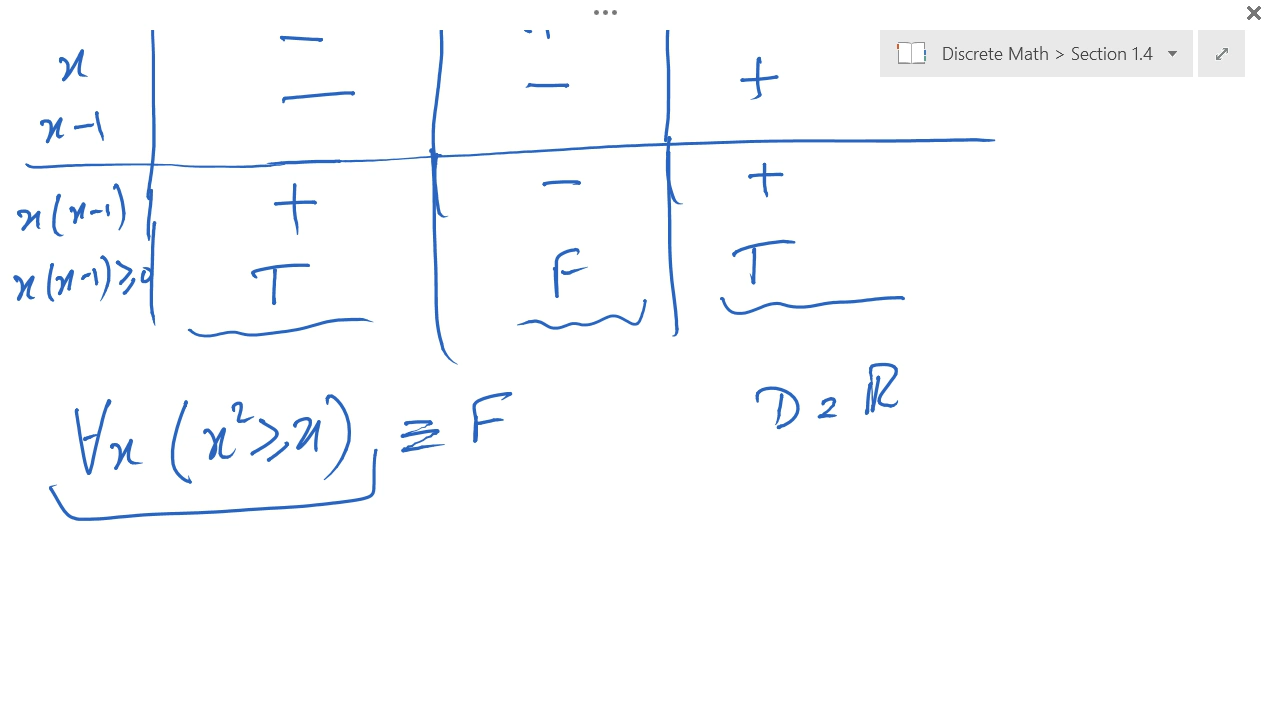 Discrete Math > Section 1.4
x − +
x−1 — − +
x(x−1) + − +
x(x−1)≥0 T F T
∀x (x²≥x) ≡ F D = ℝ